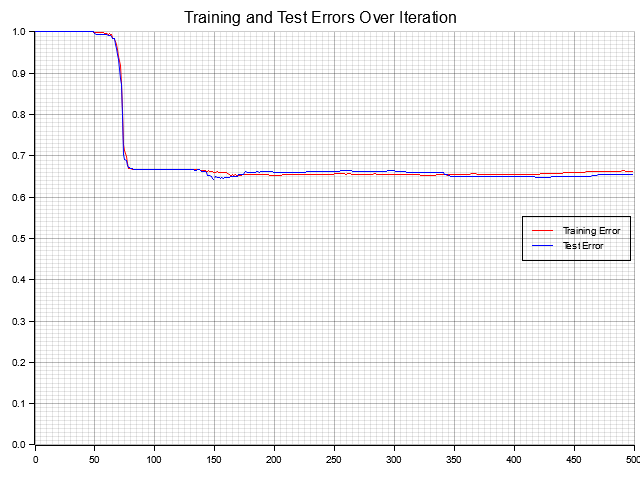 Training and Test Errors Over Iteration
1.0
0.9
0.8
0.7
0.6
0.5
0.4
0.3
0.2
0.1
0.0
Training Error
Test Error
0 50 100 150 200 250 300 350 400 450 500